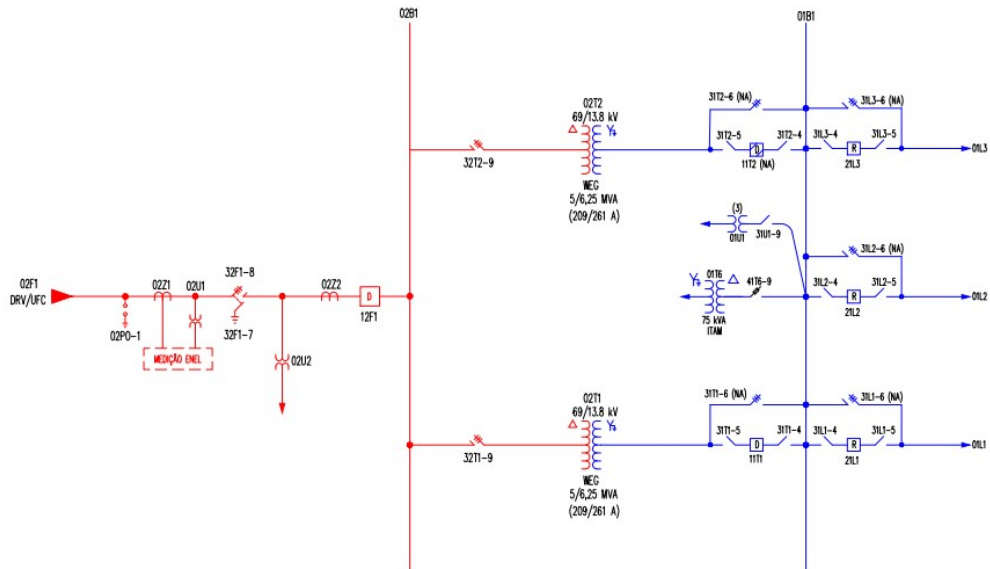 02B1
01B1
02T2
69/13.8 kV
WEG
5/6,25 MVA
(209/261 A)
32T2-9
31T2-6 (NA)
31T2-5
31T2-4
D
11T2 (NA)
31L3-6 (NA)
31L3-4
31L3-5
R
21L3
01L3
(3)
01U1
31U1-9
01T6
75 kVA
ITAM
41T6-9
31L2-6 (NA)
31L2-4
31L2-5
R
21L2
01L2
02F1
DRV/UFC
02P0-1
02Z1
02U1
MEDIÇÃO ENEL
32F1-8
32F1-7
02U2
02Z2
D
12F1
02T1
69/13.8 kV
WEG
5/6,25 MVA
(209/261 A)
32T1-9
31T1-6 (NA)
31T1-5
31T1-4
D
11T1
31L1-6 (NA)
31L1-4
31L1-5
R
21L1
01L1